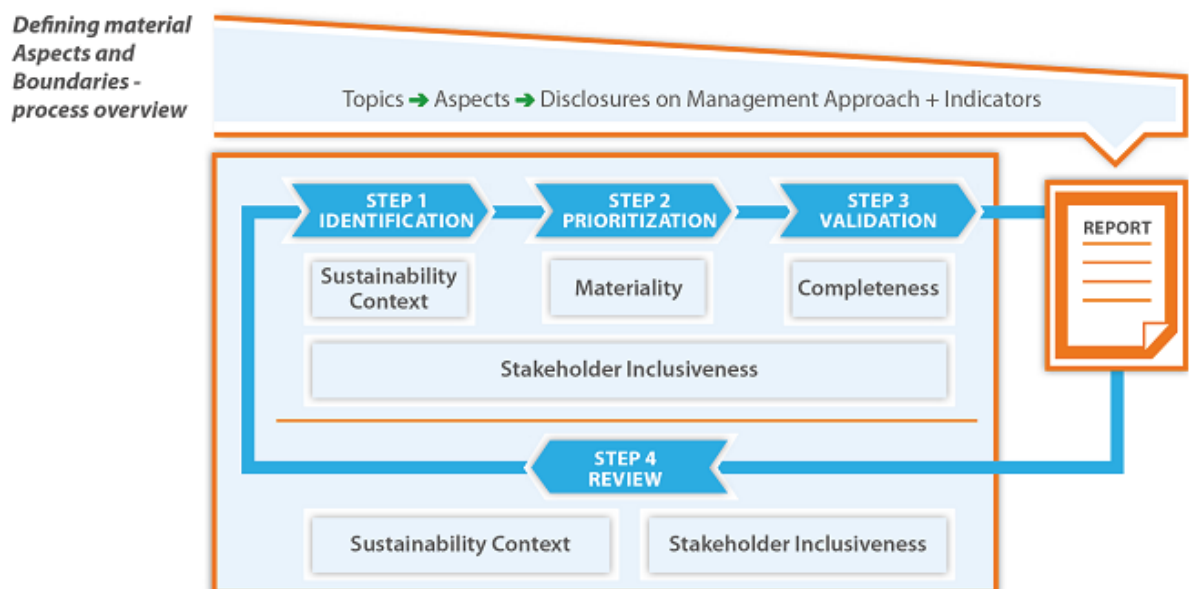 Defining material
Aspects and
Boundaries -
process overview
Topics ➔ Aspects ➔ Disclosures on Management Approach + Indicators
STEP 1
IDENTIFICATION
STEP 2
PRIORITIZATION
STEP 3
VALIDATION
REPORT
Sustainability
Context
Materiality
Completeness
Stakeholder Inclusiveness
STEP 4
REVIEW
Sustainability Context
Stakeholder Inclusiveness